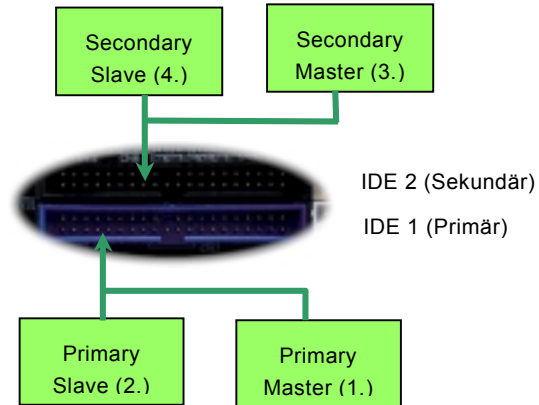 Secondary
Slave (4.)
Secondary
Master (3.)
IDE 2 (Sekundär)
IDE 1 (Primär)
Primary
Slave (2.)
Primary
Master (1.)